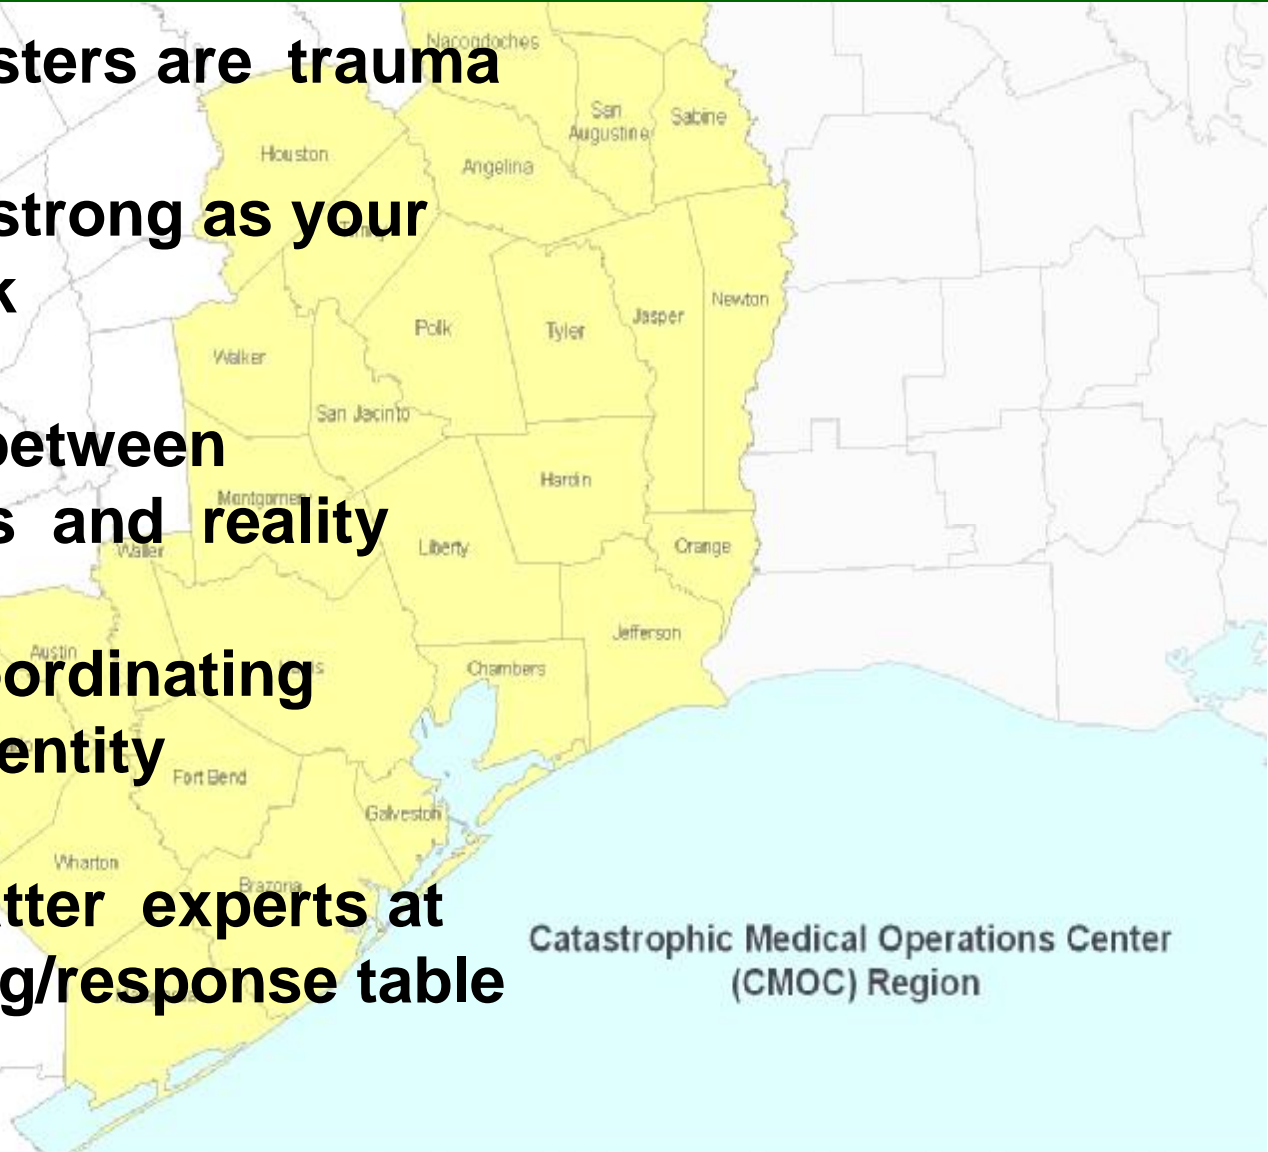 sters are trauma
Nacogdoches
San
Augustine
Sabine
Houston
Angelina
strong as your
k
Newton
Jasper
Polk
Tyler
Walker
San Jacinto
between
Hardin
Montgomery
s and reality
Waller
Liberty
Orange
Jefferson
Austin
ordinating
Chambers
entity
Fort Bend
Galveston
Wharton
Brazoria
tter experts at
Catastrophic Medical Operations Center
(CMOC) Region
g/response table